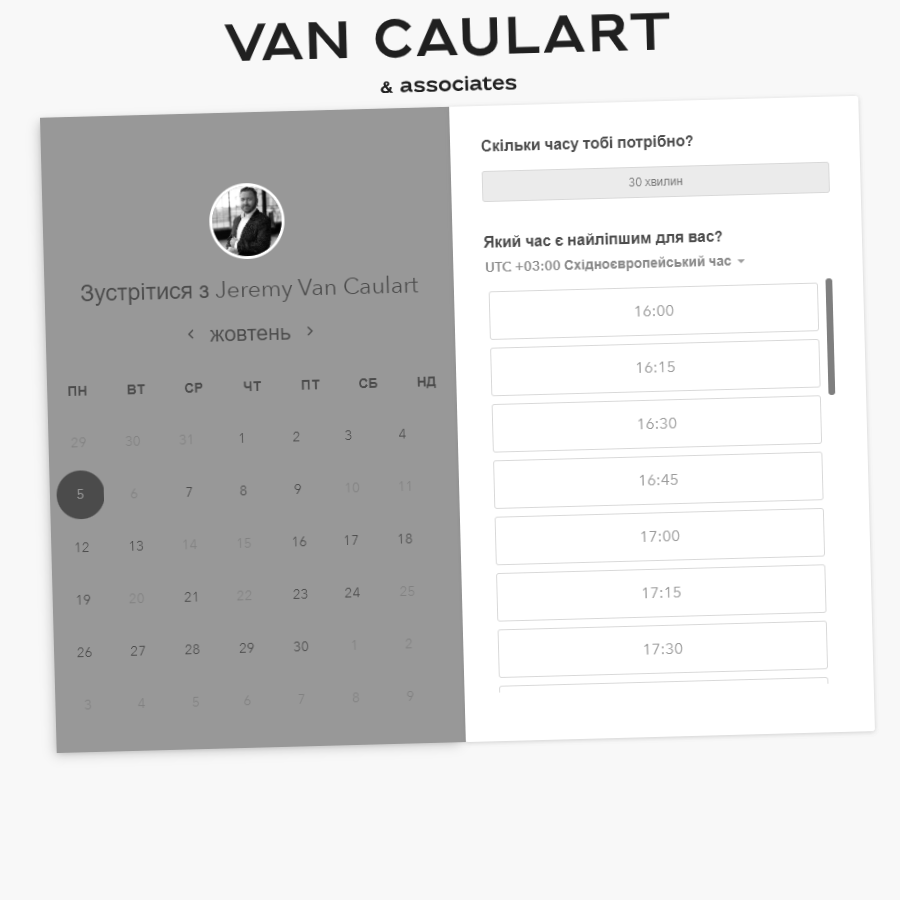 VAN CAULART
& associates
Зустрітися з Jeremy Van Caulart
жовтень
ПН ВТ СР ЧТ ПТ СБ НД
29 30 31 1 2 3 4
5 6 7 8 9 10 11
12 13 14 15 16 17 18
19 20 21 22 23 24 25
26 27 28 29 30 1 2
3 4 5 6 7 8 9
Скільки часу тобі потрібно?
30 хвилин
Який час є найліпшим для вас?
UTC +03:00 Східноєвропейський час
16:00
16:15
16:30
16:45
17:00
17:15
17:30